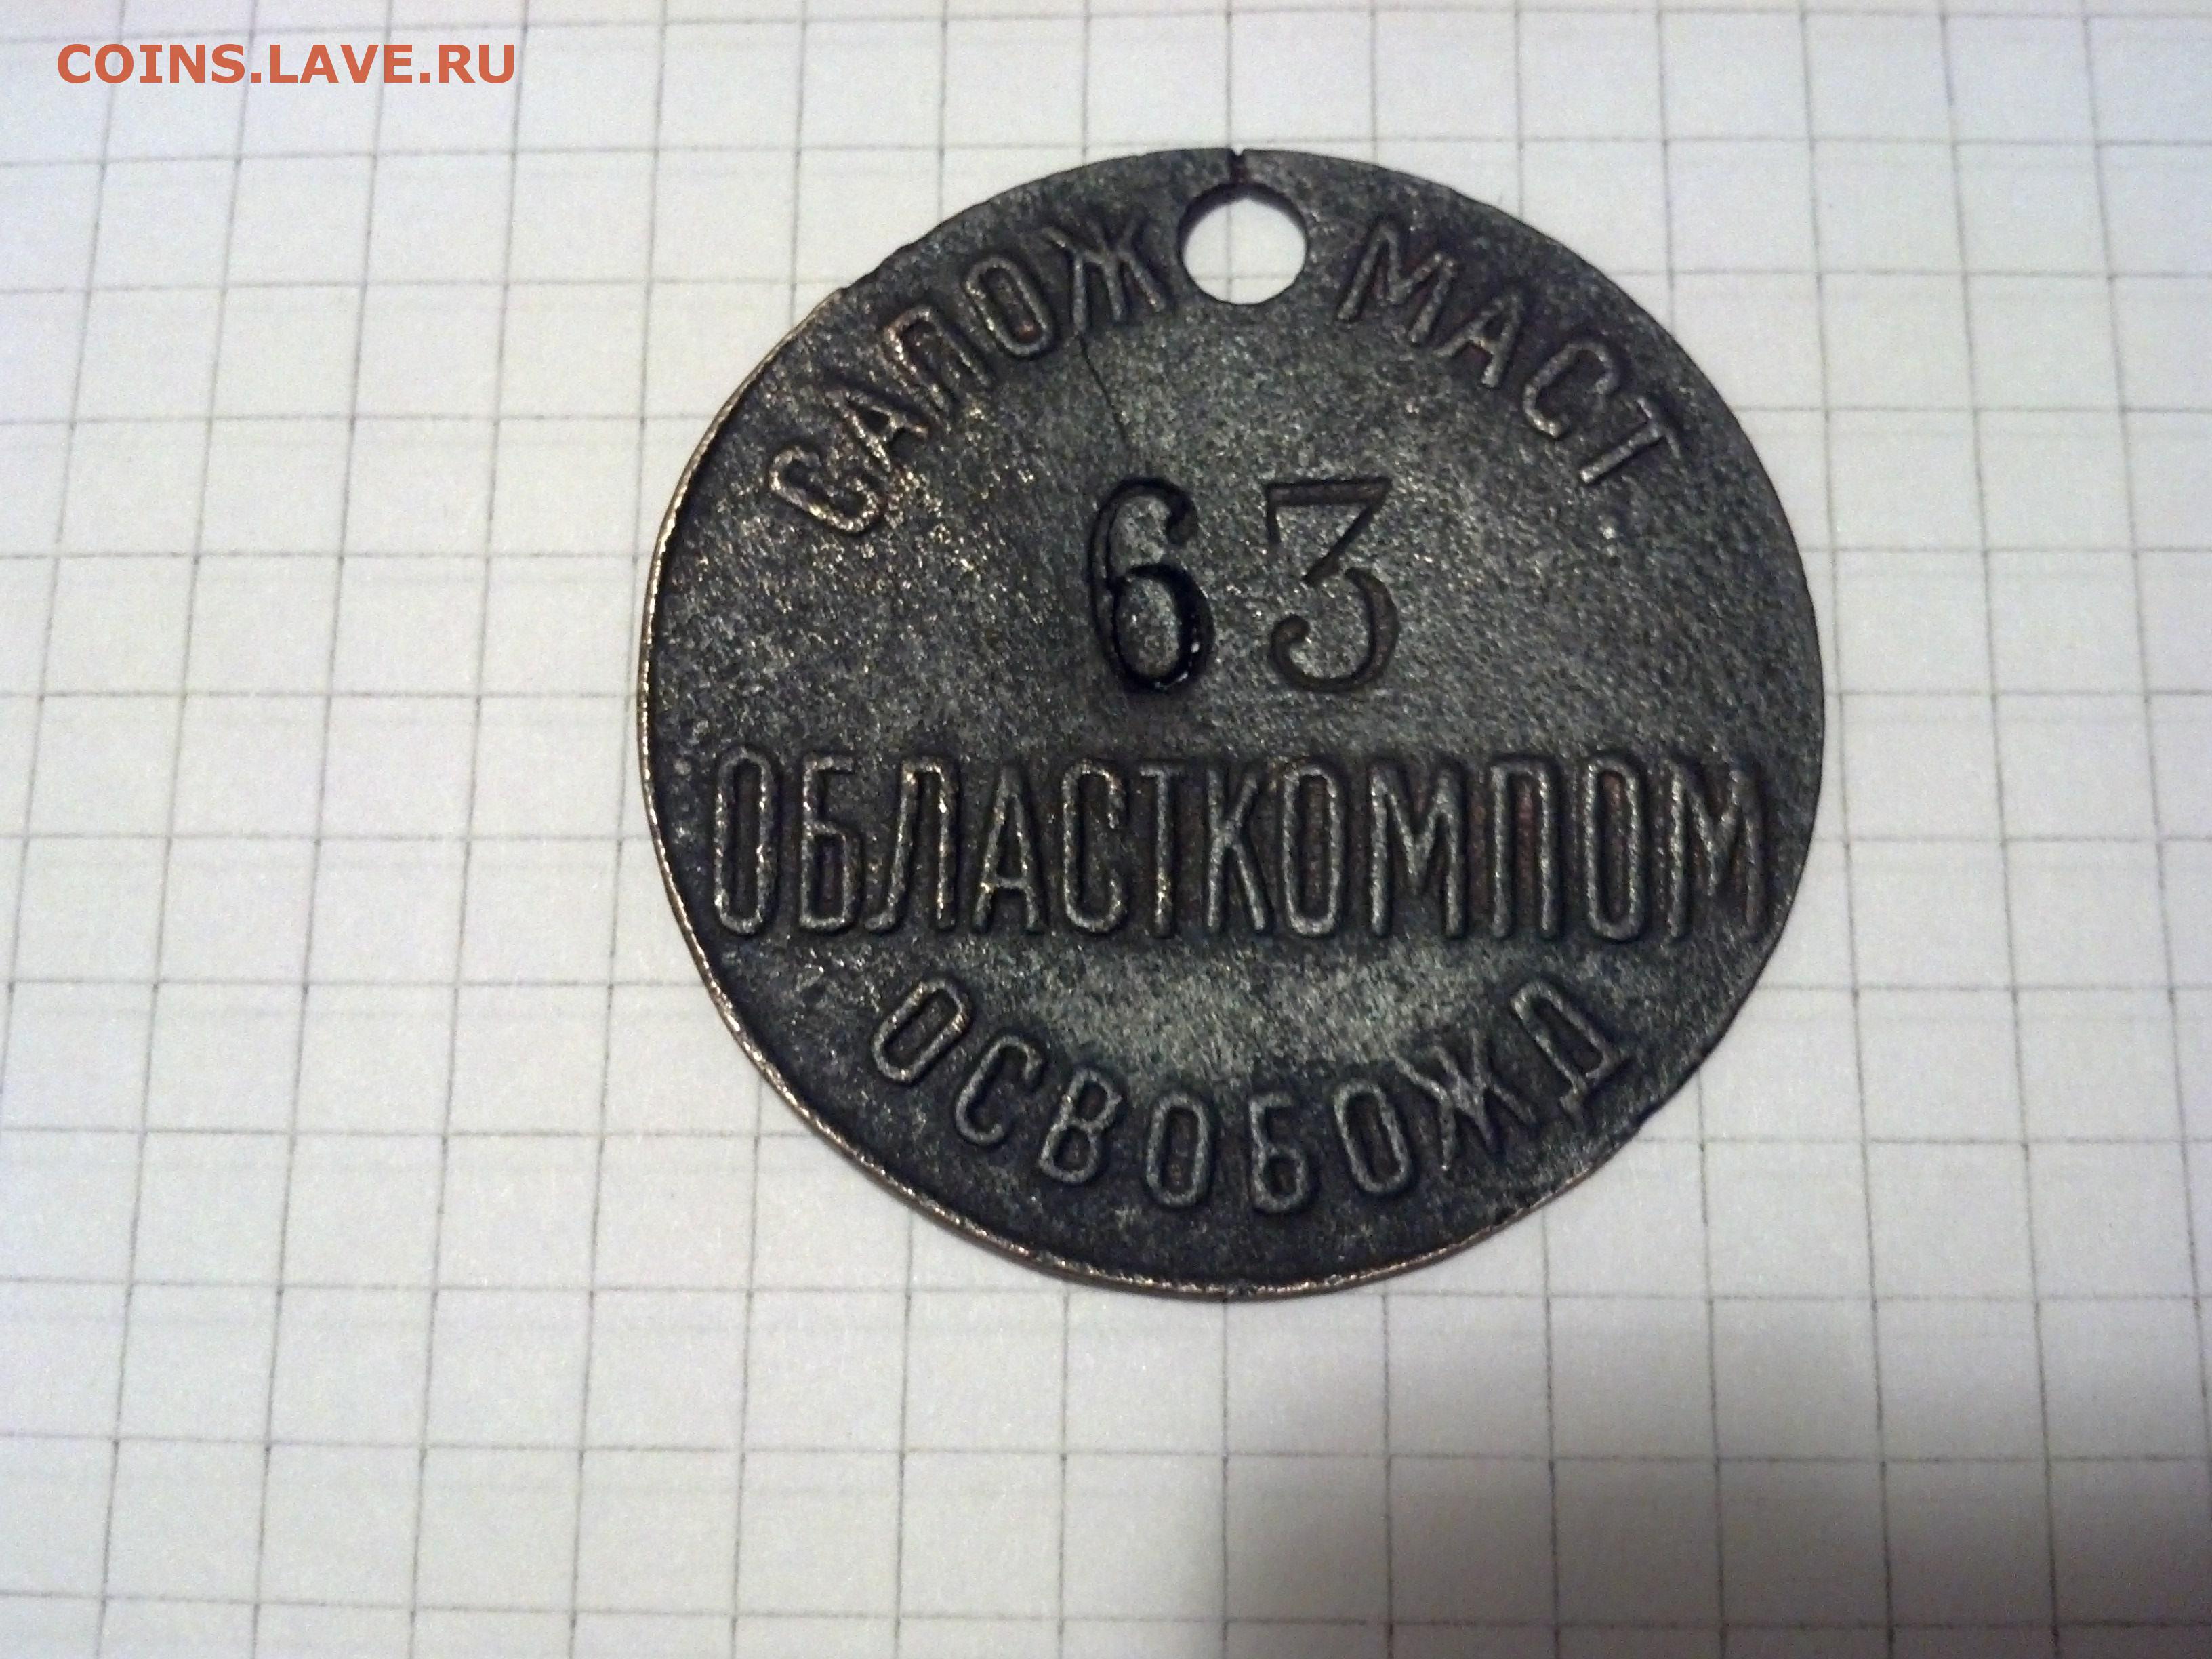 COINS.LAVE.RU
САПОЖ МАСТ
63
ОБЛАСТКОМПОМ
ОСВОБОЖД